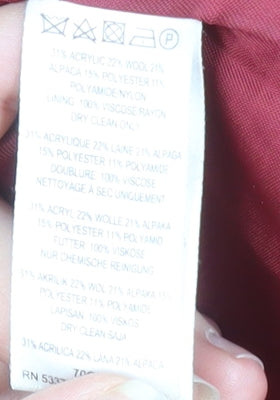 P
31% ACRYLIC 22% WOOL 21%
ALPACA 15% POLYESTER 11%
POLYAMIDE-NYLON
LINING: 100% VISCOSE/RAYON
DRY CLEAN ONLY
31% ACRYLIQUE 22% LAINE 21% ALPAGA
15% POLYESTER 11% POLYAMIDE
DOUBLURE: 100% VISCOSE
NETTOYAGE A SEC UNIQUEMENT
31% ACRYL 22% WOLLE 21% ALPAKA
15% POLYESTER 11% POLYAMID
FUTTER: 100% VISKOSE
NUR CHEMISCHE REINIGUNG
31% AKRILIK 22% WOL 21% ALPAKA 15%
POLYESTER 11% POLYAMIDE
LAPISAN: 100% VISKOS
DRY CLEAN SAJA
31% ACRILICA 22% LANA 21% ALPACA
RN 533